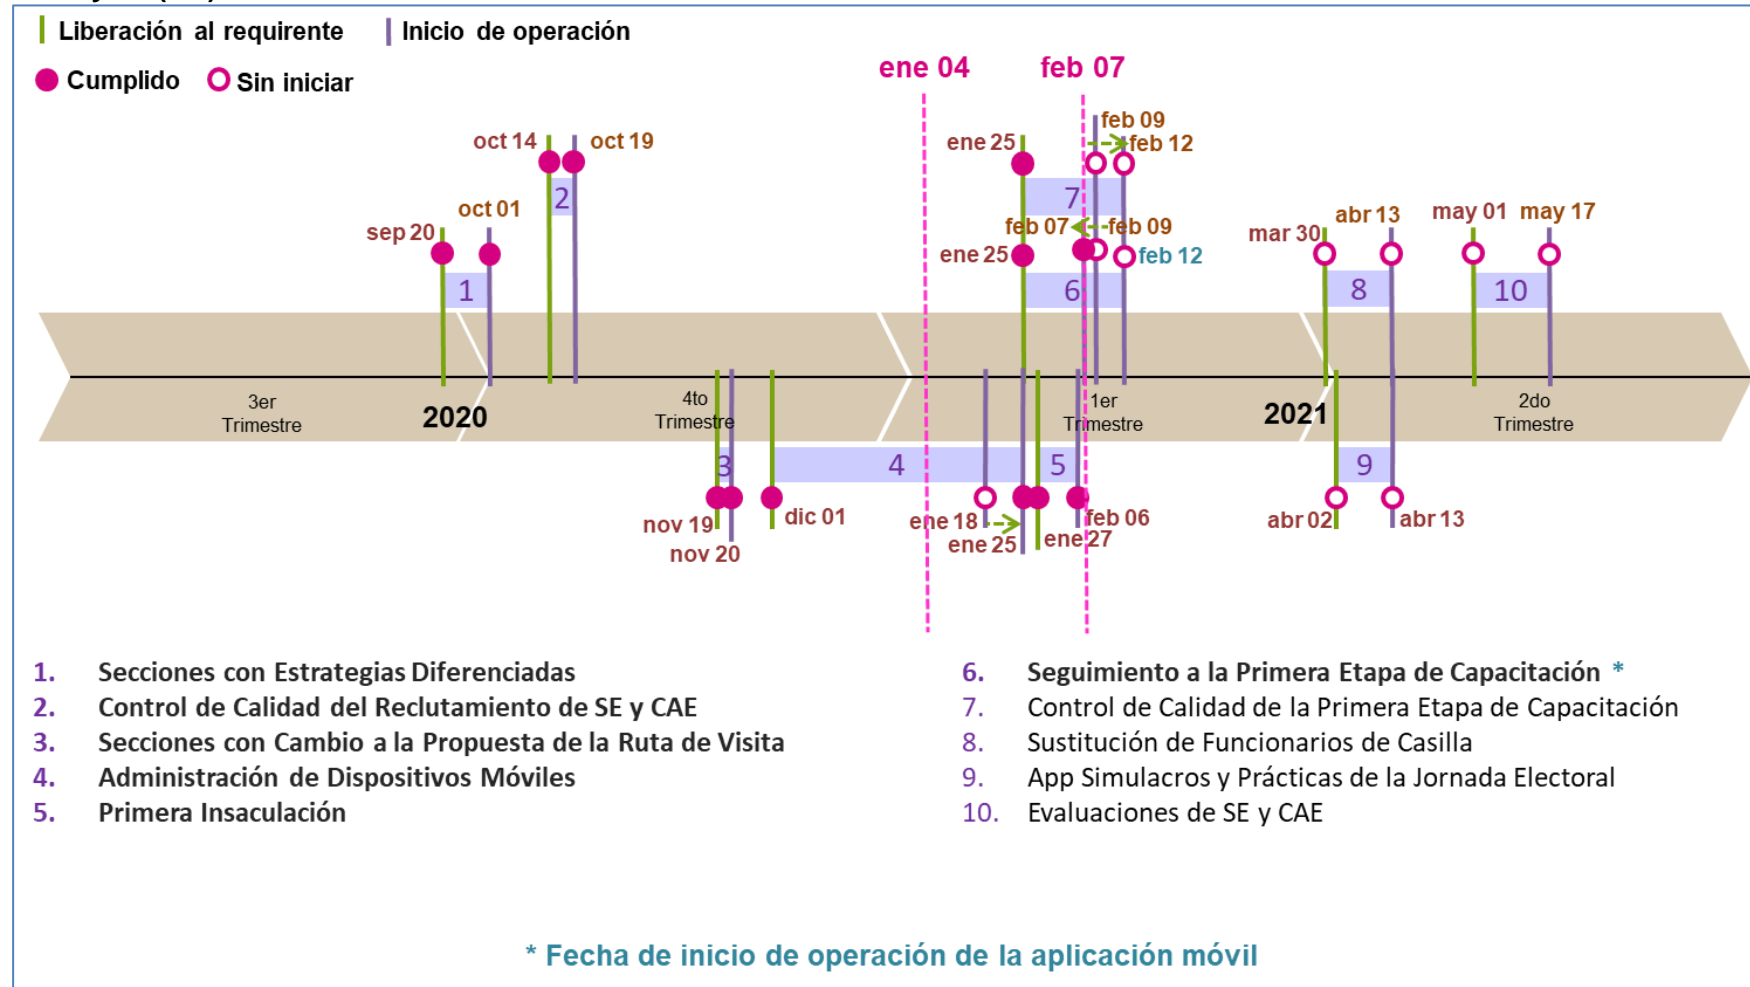 Liberación al requirente
Inicio de operación
Cumplido
Sin iniciar
ene 04
feb 07
oct 14
oct 19
ene 25
feb 09
feb 12
2
7
sep 20
oct 01
feb 07
feb 09
ene 25
feb 12
mar 30
abr 13
may 01
may 17
1
6
8
10
3er
Trimestre
2020
4to
Trimestre
1er
Trimestre
2021
2do
Trimestre
3
4
5
9
nov 19
nov 20
dic 01
ene 18
ene 25
ene 27
feb 06
abr 02
abr 13
1. Secciones con Estrategias Diferenciadas
2. Control de Calidad del Reclutamiento de SE y CAE
3. Secciones con Cambio a la Propuesta de la Ruta de Visita
4. Administración de Dispositivos Móviles
5. Primera Insaculación
6. Seguimiento a la Primera Etapa de Capacitación *
7. Control de Calidad de la Primera Etapa de Capacitación
8. Sustitución de Funcionarios de Casilla
9. App Simulacros y Prácticas de la Jornada Electoral
10. Evaluaciones de SE y CAE
* Fecha de inicio de operación de la aplicación móvil